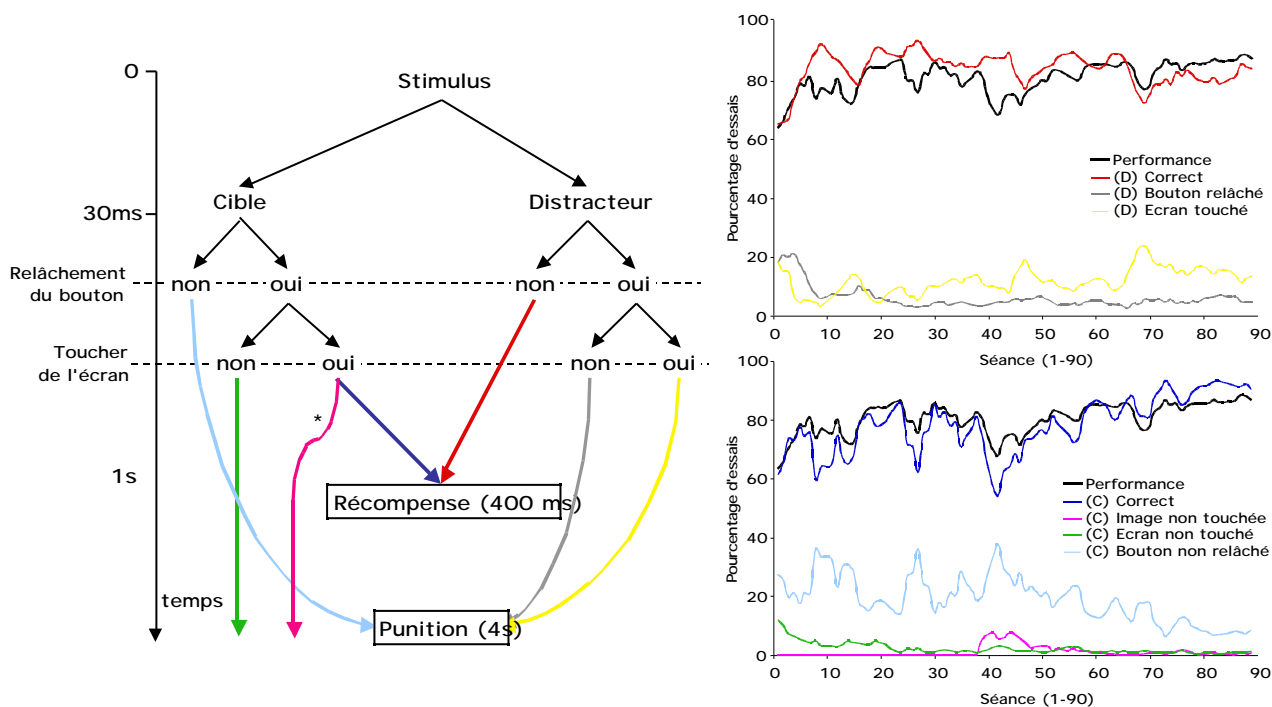 0
Stimulus
Cible
Distracteur
30ms
Relâchement
du bouton
non
oui
non
oui
Toucher
de l'écran
non
oui
non
oui
*
1s
Récompense (400 ms)
temps
Punition (4s)
Pourcentage d'essais
100
80
60
40
20
0
Performance
(D) Correct
(D) Bouton relâché
(D) Ecran touché
0 10 20 30 40 50 60 70 80 90
Séance (1-90)
Pourcentage d'essais
100
80
60
40
20
0
Performance
(C) Correct
(C) Image non touchée
(C) Ecran non touché
(C) Bouton non relâché
0 10 20 30 40 50 60 70 80 90
Séance (1-90)